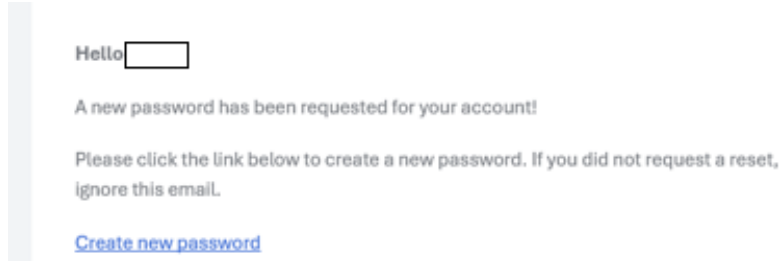 Hello
A new password has been requested for your account!
Please click the link below to create a new password. If you did not request a reset,
ignore this email.
Create new password